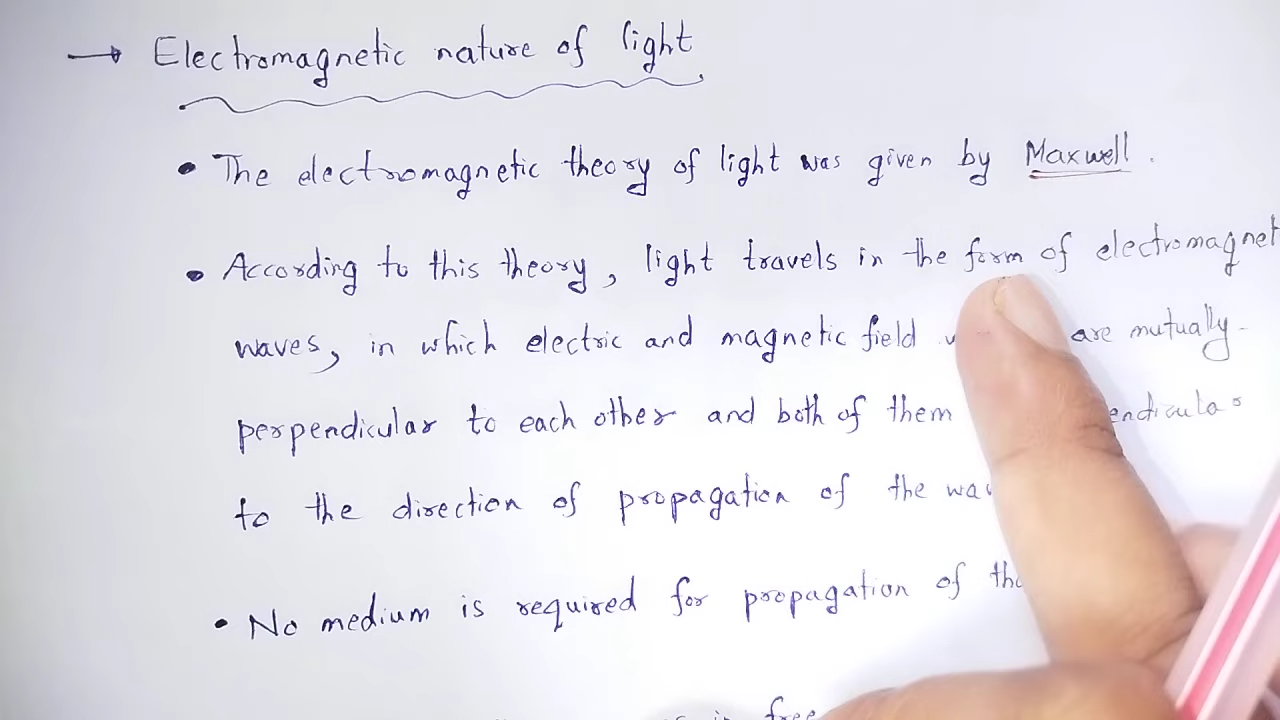 → Electromagnetic nature of light
• The electromagnetic theory of light was given by Maxwell.
• According to this theory, light travels in the form of electromagnet
waves, in which electric and magnetic field are mutually
perpendicular to each other and both of them
to the direction of propagation of the
• No medium is required for propagation of
in free